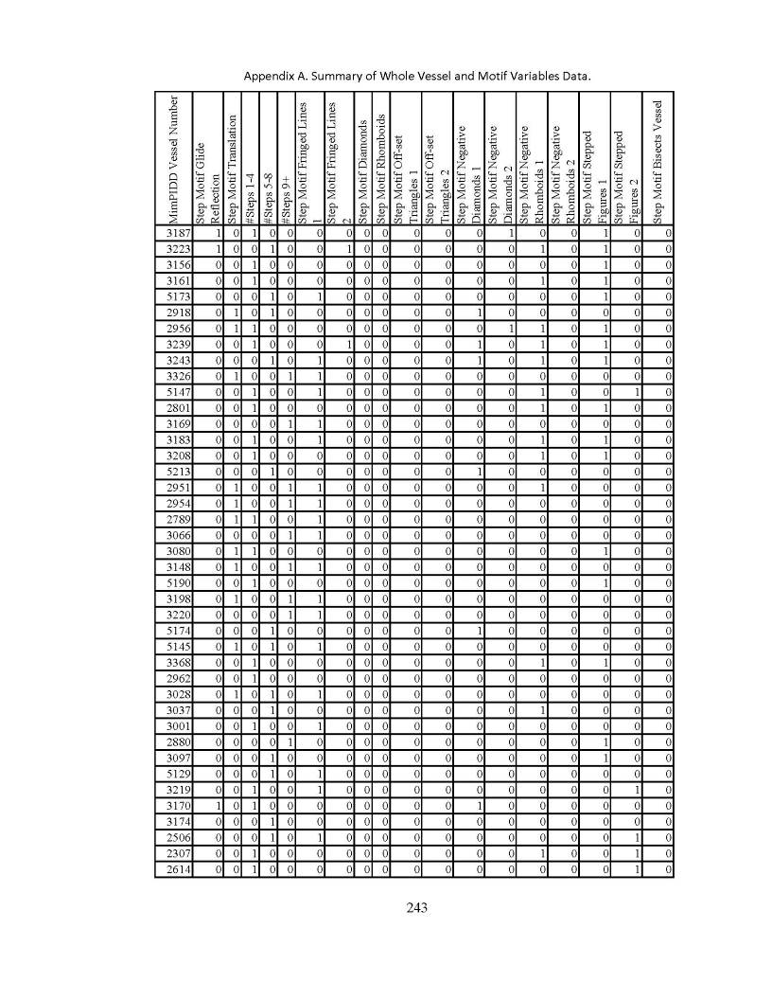 Appendix A. Summary of Whole Vessel and Motif Variables Data.
MimPIDD Vessel Number
Step Motif Glide
Reflection
Step Motif Translation
#Steps 1-4
#Steps 5-8
#Steps 9+
Step Motif Fringed Lines
1
Step Motif Fringed Lines
2
Step Motif Diamonds
Step Motif Rhomboids
Step Motif Off-set
Triangles 1
Step Motif Off-set
Triangles 2
Step Motif Negative
Diamonds 1
Step Motif Negative
Diamonds 2
Step Motif Negative
Rhomboids 1
Step Motif Negative
Rhomboids 2
Step Motif Stepped
Figures 1
Step Motif Stepped
Figures 2
Step Motif Bisects Vessel
3187 1 0 1 0 0 0 0 0 0 0 0 0 1 0 0 1 0 0
3223 1 0 0 1 0 0 1 0 0 0 0 0 0 1 0 1 0 0
3156 0 0 1 0 0 0 0 0 0 0 0 0 0 0 0 1 0 0
3161 0 0 1 0 0 0 0 0 0 0 0 0 0 1 0 1 0 0
5173 0 0 0 1 0 1 0 0 0 0 0 0 0 0 0 1 0 0
2918 0 1 0 1 0 0 0 0 0 0 0 1 0 0 0 0 0 0
2956 0 1 1 0 0 0 0 0 0 0 0 0 1 1 0 1 0 0
3239 0 0 1 0 0 0 1 0 0 0 0 1 0 1 0 1 0 0
3243 0 0 0 1 0 1 0 0 0 0 0 1 0 1 0 1 0 0
3326 0 1 0 0 1 1 0 0 0 0 0 0 0 0 0 0 0 0
5147 0 0 1 0 0 1 0 0 0 0 0 0 0 1 0 0 1 0
2801 0 0 1 0 0 0 0 0 0 0 0 0 0 1 0 1 0 0
3169 0 0 0 0 1 1 0 0 0 0 0 0 0 0 0 0 0 0
3183 0 0 1 0 0 1 0 0 0 0 0 0 0 1 0 1 0 0
3208 0 0 1 0 0 0 0 0 0 0 0 0 0 1 0 1 0 0
5213 0 0 0 1 0 0 0 0 0 0 0 1 0 0 0 0 0 0
2951 0 1 0 0 1 1 0 0 0 0 0 0 0 1 0 0 0 0
2954 0 1 0 0 1 1 0 0 0 0 0 0 0 0 0 0 0 0
2789 0 1 1 0 0 1 0 0 0 0 0 0 0 0 0 0 0 0
3066 0 0 0 0 1 1 0 0 0 0 0 0 0 0 0 0 0 0
3080 0 1 1 0 0 0 0 0 0 0 0 0 0 0 0 1 0 0
3148 0 1 0 0 1 1 0 0 0 0 0 0 0 0 0 0 0 0
5190 0 0 1 0 0 0 0 0 0 0 0 0 0 0 0 1 0 0
3198 0 1 0 0 1 1 0 0 0 0 0 0 0 0 0 0 0 0
3220 0 0 0 0 1 1 0 0 0 0 0 0 0 0 0 0 0 0
5174 0 0 0 1 0 0 0 0 0 0 0 1 0 0 0 0 0 0
5145 0 1 0 1 0 1 0 0 0 0 0 0 0 0 0 0 0 0
3368 0 0 1 0 0 0 0 0 0 0 0 0 0 1 0 1 0 0
2962 0 0 1 0 0 0 0 0 0 0 0 0 0 0 0 0 0 0
3028 0 1 0 1 0 1 0 0 0 0 0 0 0 0 0 0 0 0
3037 0 0 0 1 0 0 0 0 0 0 0 0 0 1 0 0 0 0
3001 0 0 1 0 0 1 0 0 0 0 0 0 0 0 0 0 0 0
2880 0 0 0 0 1 0 0 0 0 0 0 0 0 0 0 1 0 0
3097 0 0 0 1 0 0 0 0 0 0 0 0 0 0 0 1 0 0
5129 0 0 0 1 0 1 0 0 0 0 0 0 0 0 0 0 0 0
3219 0 0 1 0 0 1 0 0 0 0 0 0 0 0 0 0 1 0
3170 1 0 1 0 0 0 0 0 0 0 0 1 0 0 0 0 0 0
3174 0 0 0 1 0 0 0 0 0 0 0 0 0 0 0 0 0 0
2506 0 0 0 1 0 1 0 0 0 0 0 0 0 0 0 0 1 0
2307 0 0 1 0 0 0 0 0 0 0 0 0 0 1 0 0 1 0
2614 0 0 1 0 0 0 0 0 0 0 0 0 0 0 0 0 1 0
243